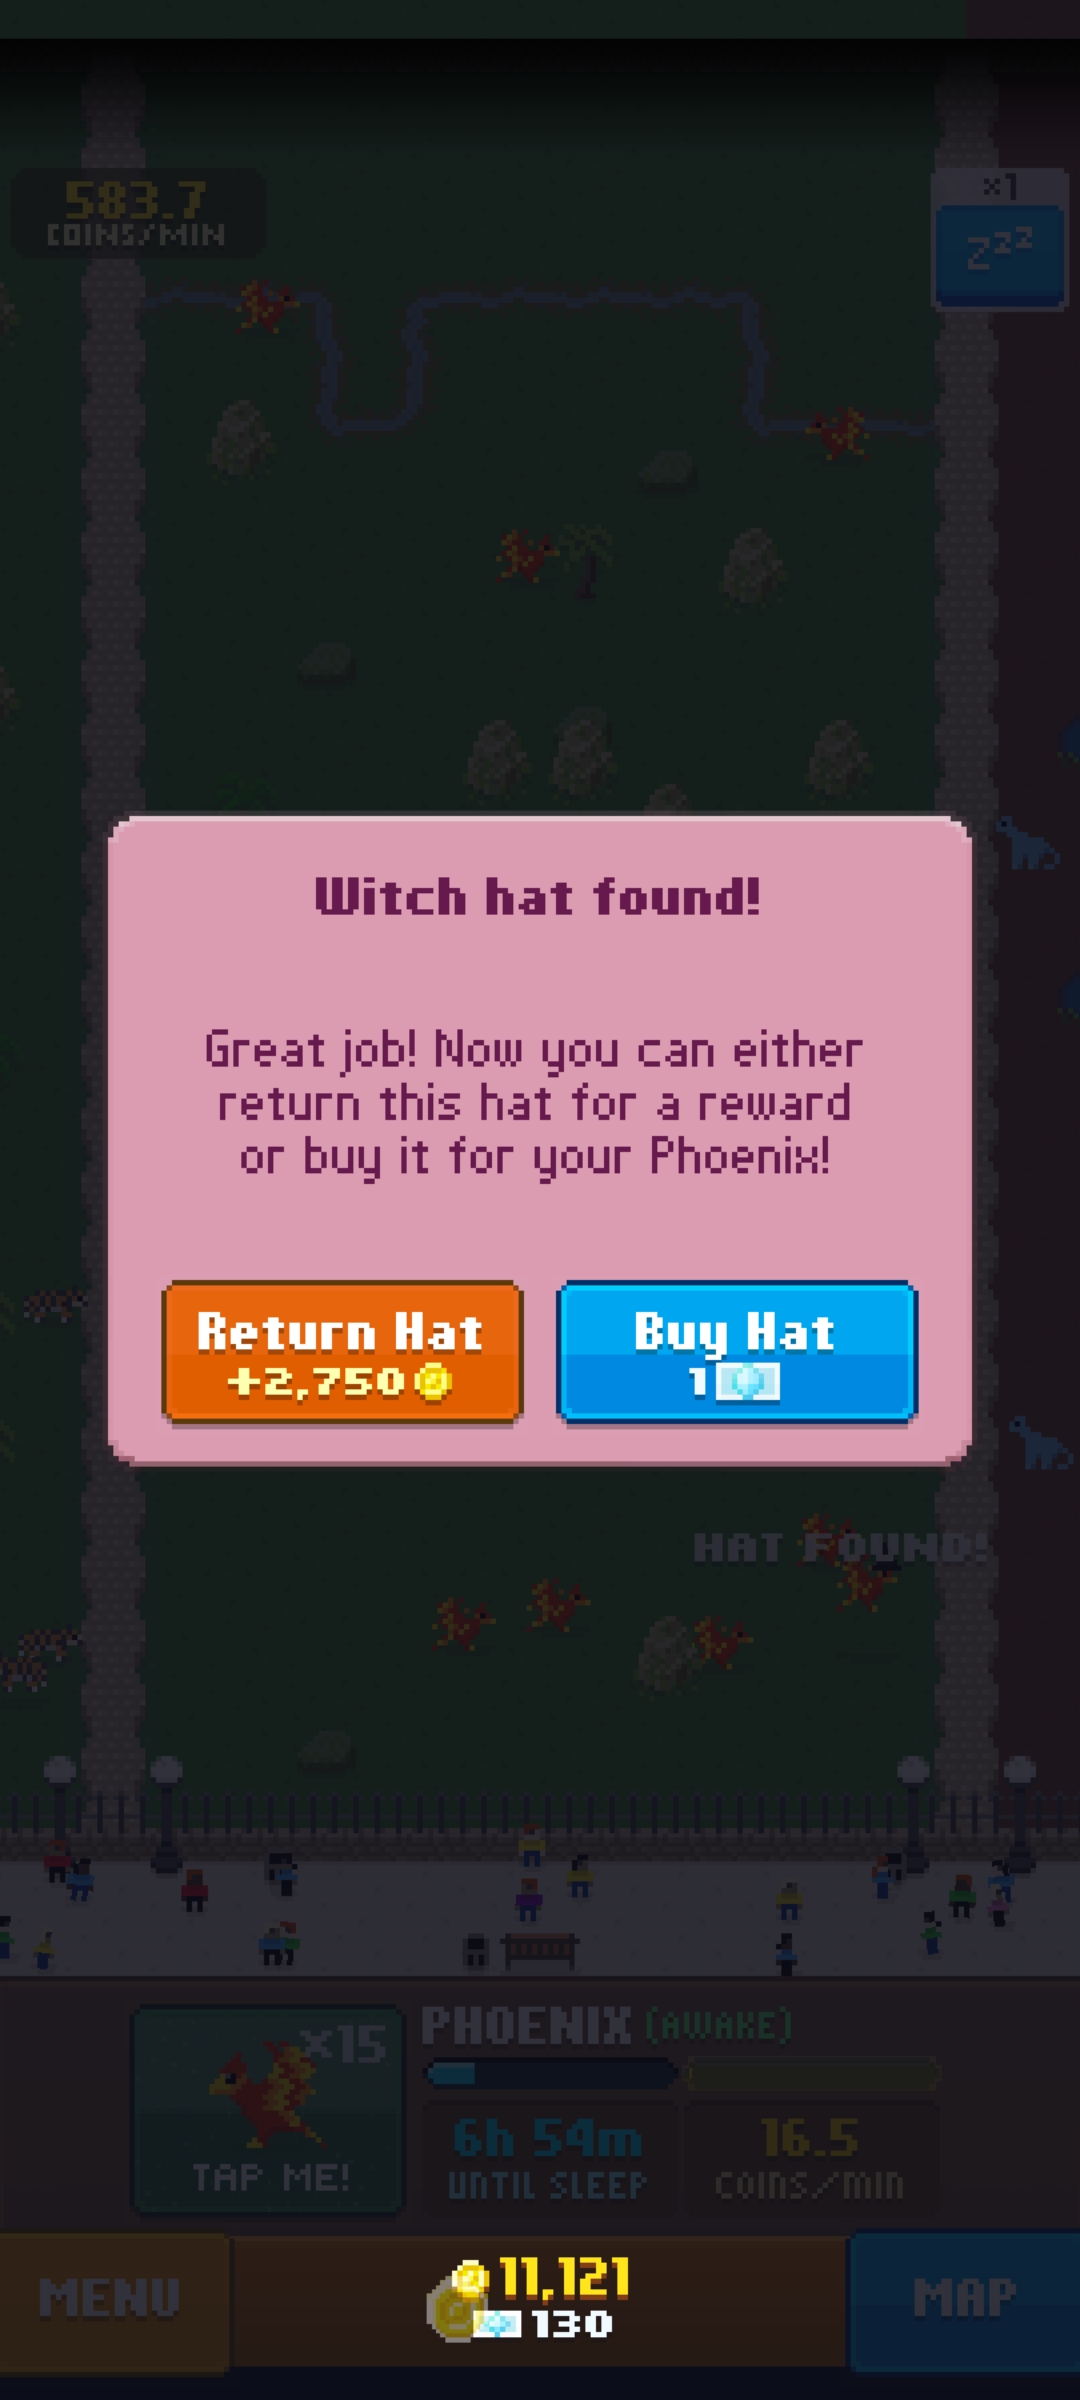 583.7
COINS/MIN
×1
Zzz
Witch hat found!
Great job! Now you can either
return this hat for a reward
or buy it for your Phoenix!
Return Hat
+2,750
Buy Hat
1
HAT FOUND!
×15
TAP ME!
PHOENIX (AWAKE)
6h 54m
UNTIL SLEEP
16.5
COINS/MIN
MENU
11,121
130
MAP